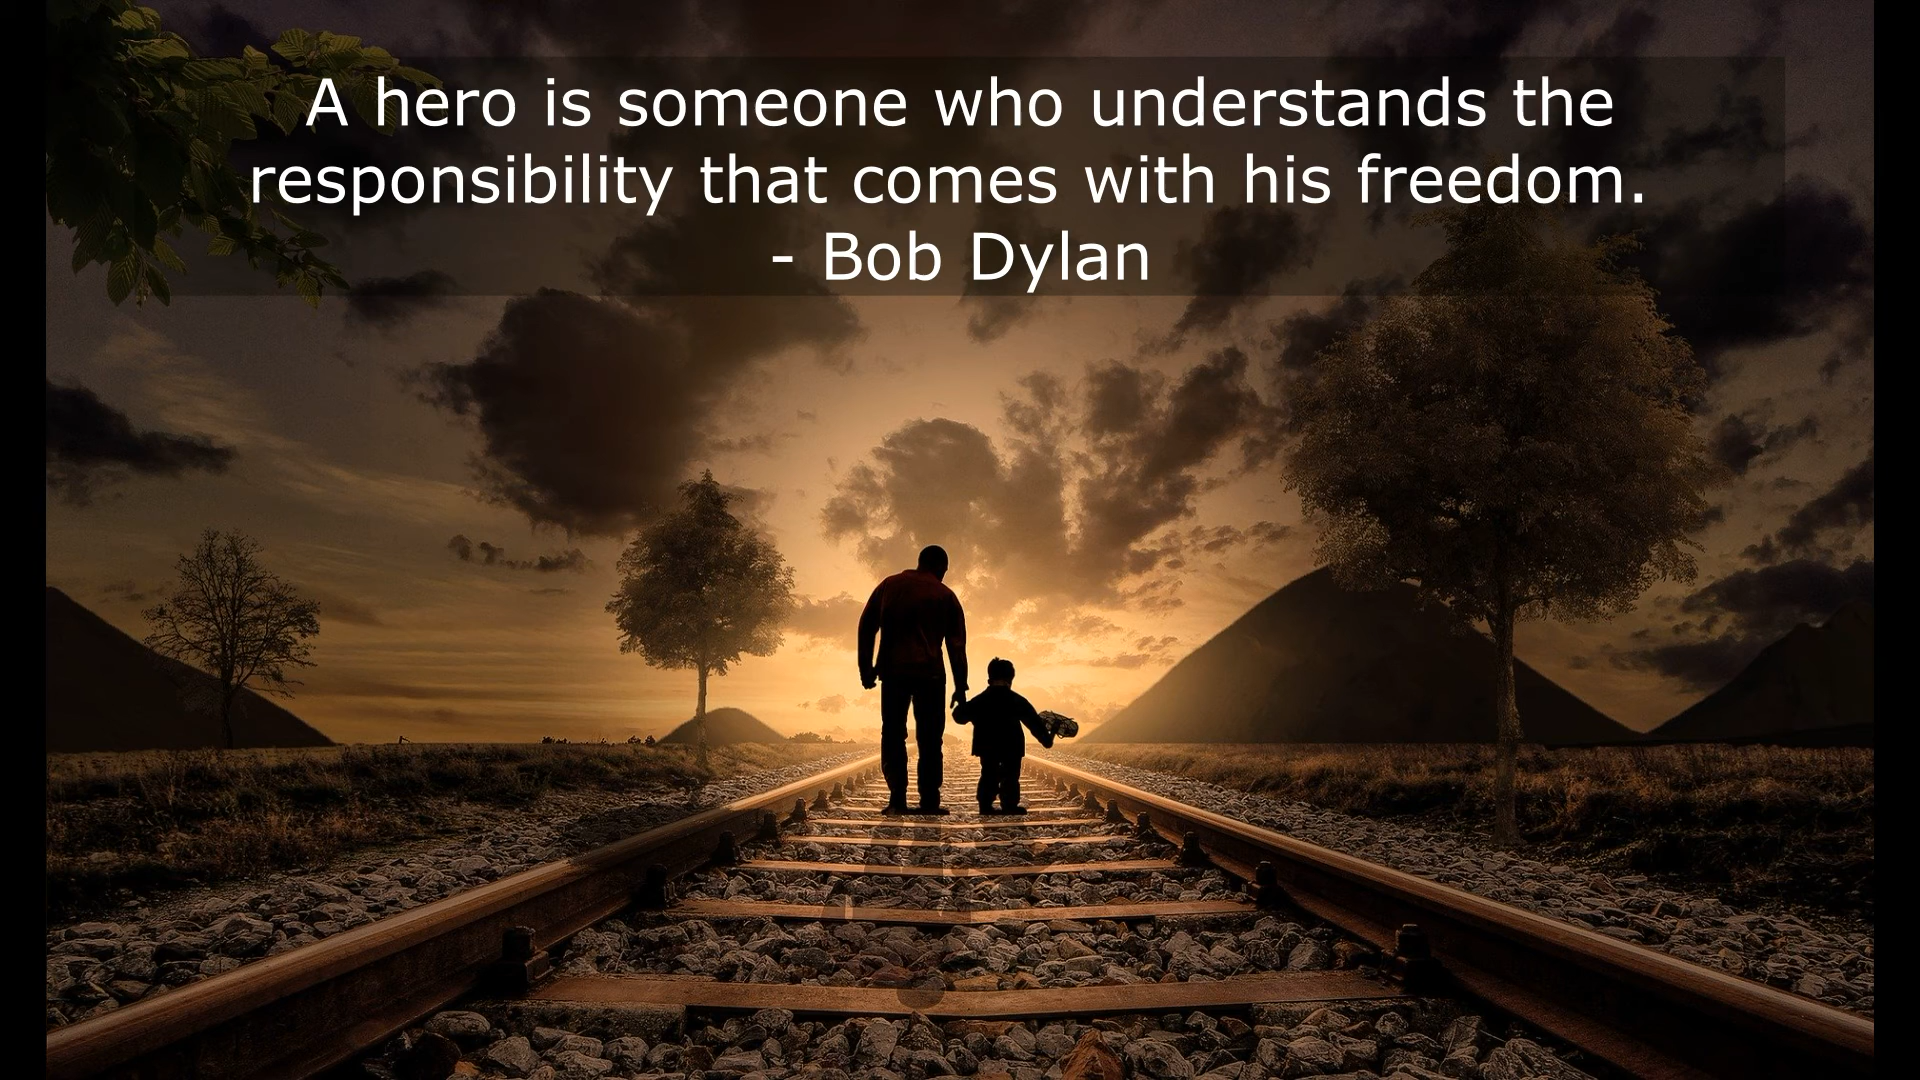 A hero is someone who understands the
responsibility that comes with his freedom.
- Bob Dylan